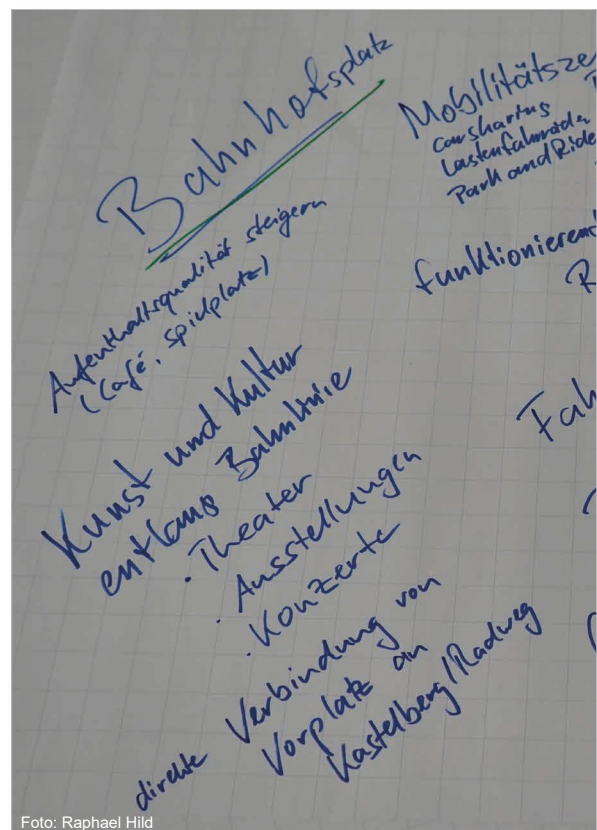 Bahnhofsplatz
Aufenthaltsqualität steigern
(Café, Spielplatz)
Kunst und Kultur
entlang Bahnlinie
· Theater
· Ausstellungen
· Konzerte
direkte Verbindung von
Vorplatz an
Kastelberg/Radweg
Mobilitätsze
carsharing
Lastenfahrräder
Park and Ride
funktionierend
R
Fah
Foto: Raphael Hild